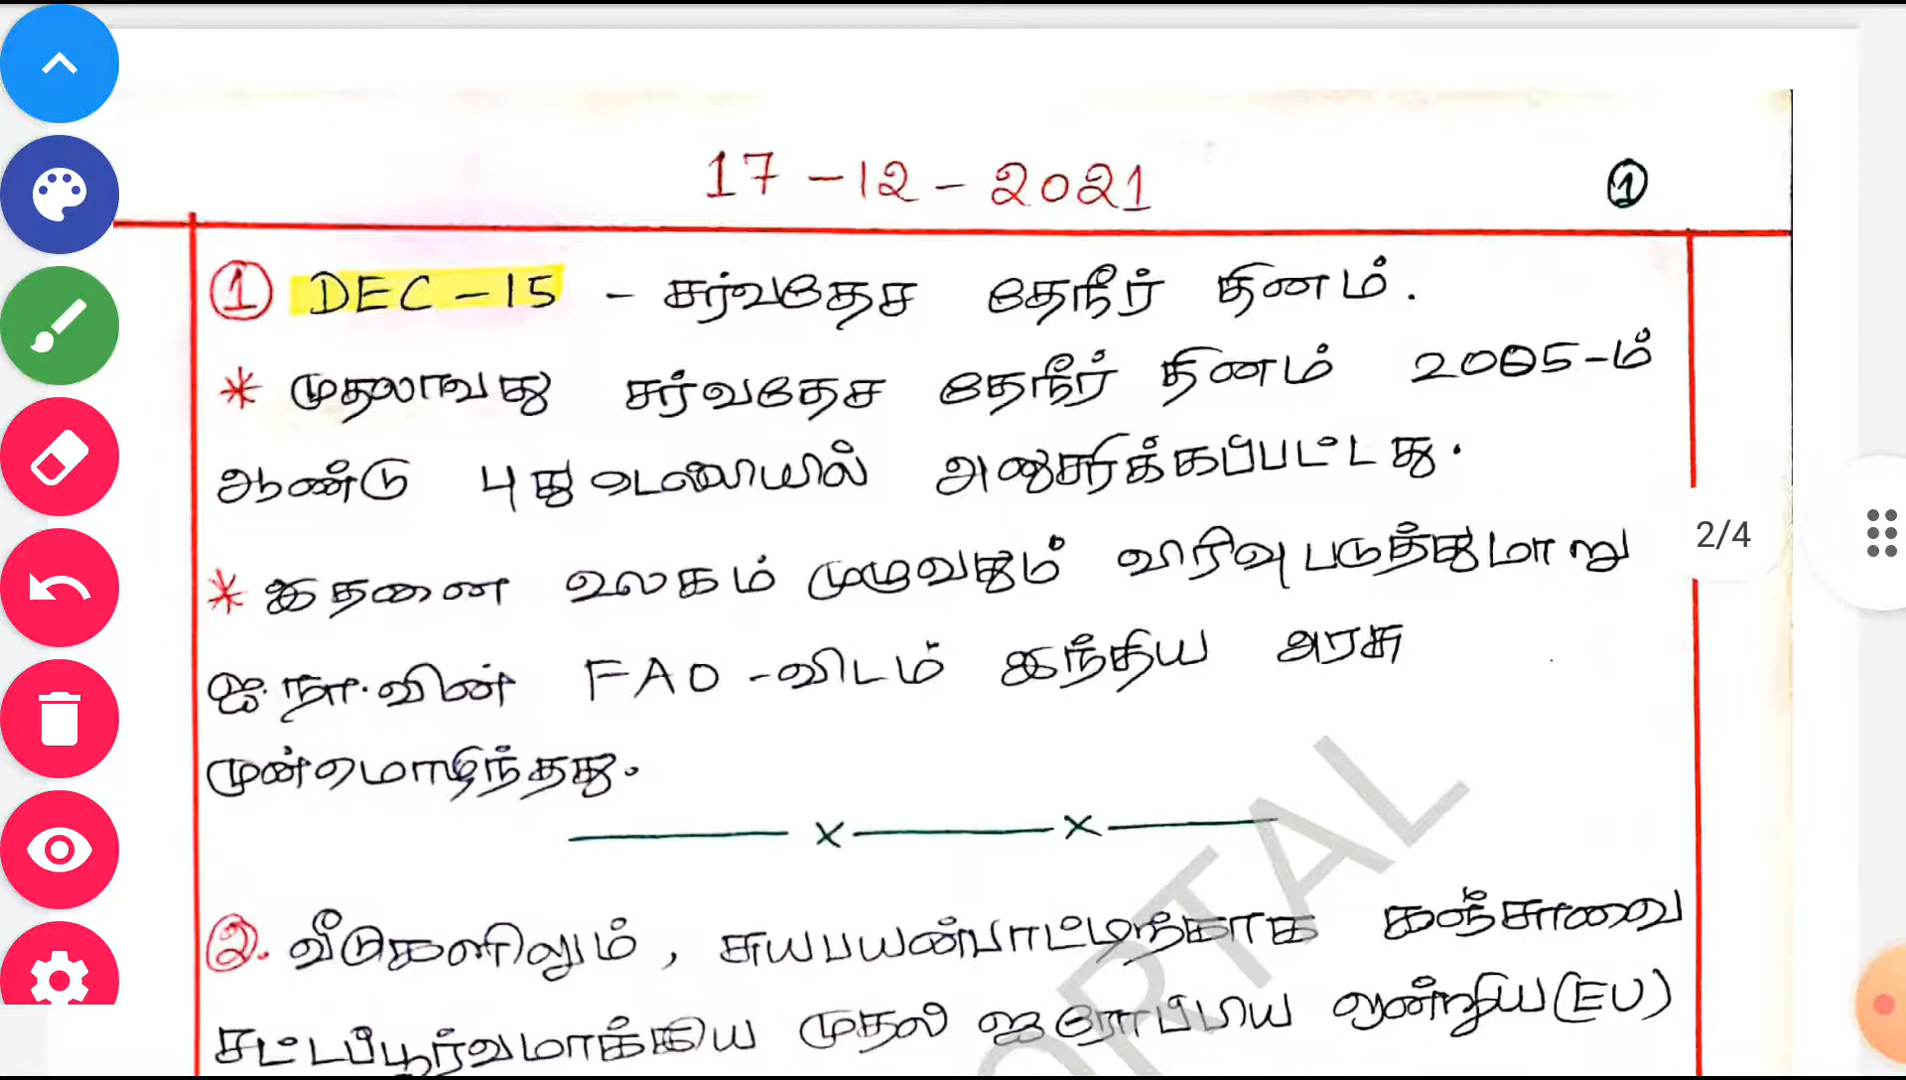 17-12-2021 1
1 DEC-15 - சர்வதேச தேநீர் தினம்.
* முதலாவது சர்வதேச தேநீர் தினம் 2005-ம்
ஆண்டு புதுடெல்லியில் அனுசரிக்கப்பட்டது.
* இதனை உலகம் முழுவதும் விரிவுபடுத்துமாறு
2/4
ஐ.நா.வின் FAO-விடம் இந்திய அரசு
முன்மொழிந்தது.
2. வீடுகளிலும், சுயபயன்பாட்டிற்காக கஞ்சாவை
சட்டப்பூர்வமாக்கிய முதல் ஐரோப்பிய ஒன்றிய (EU)